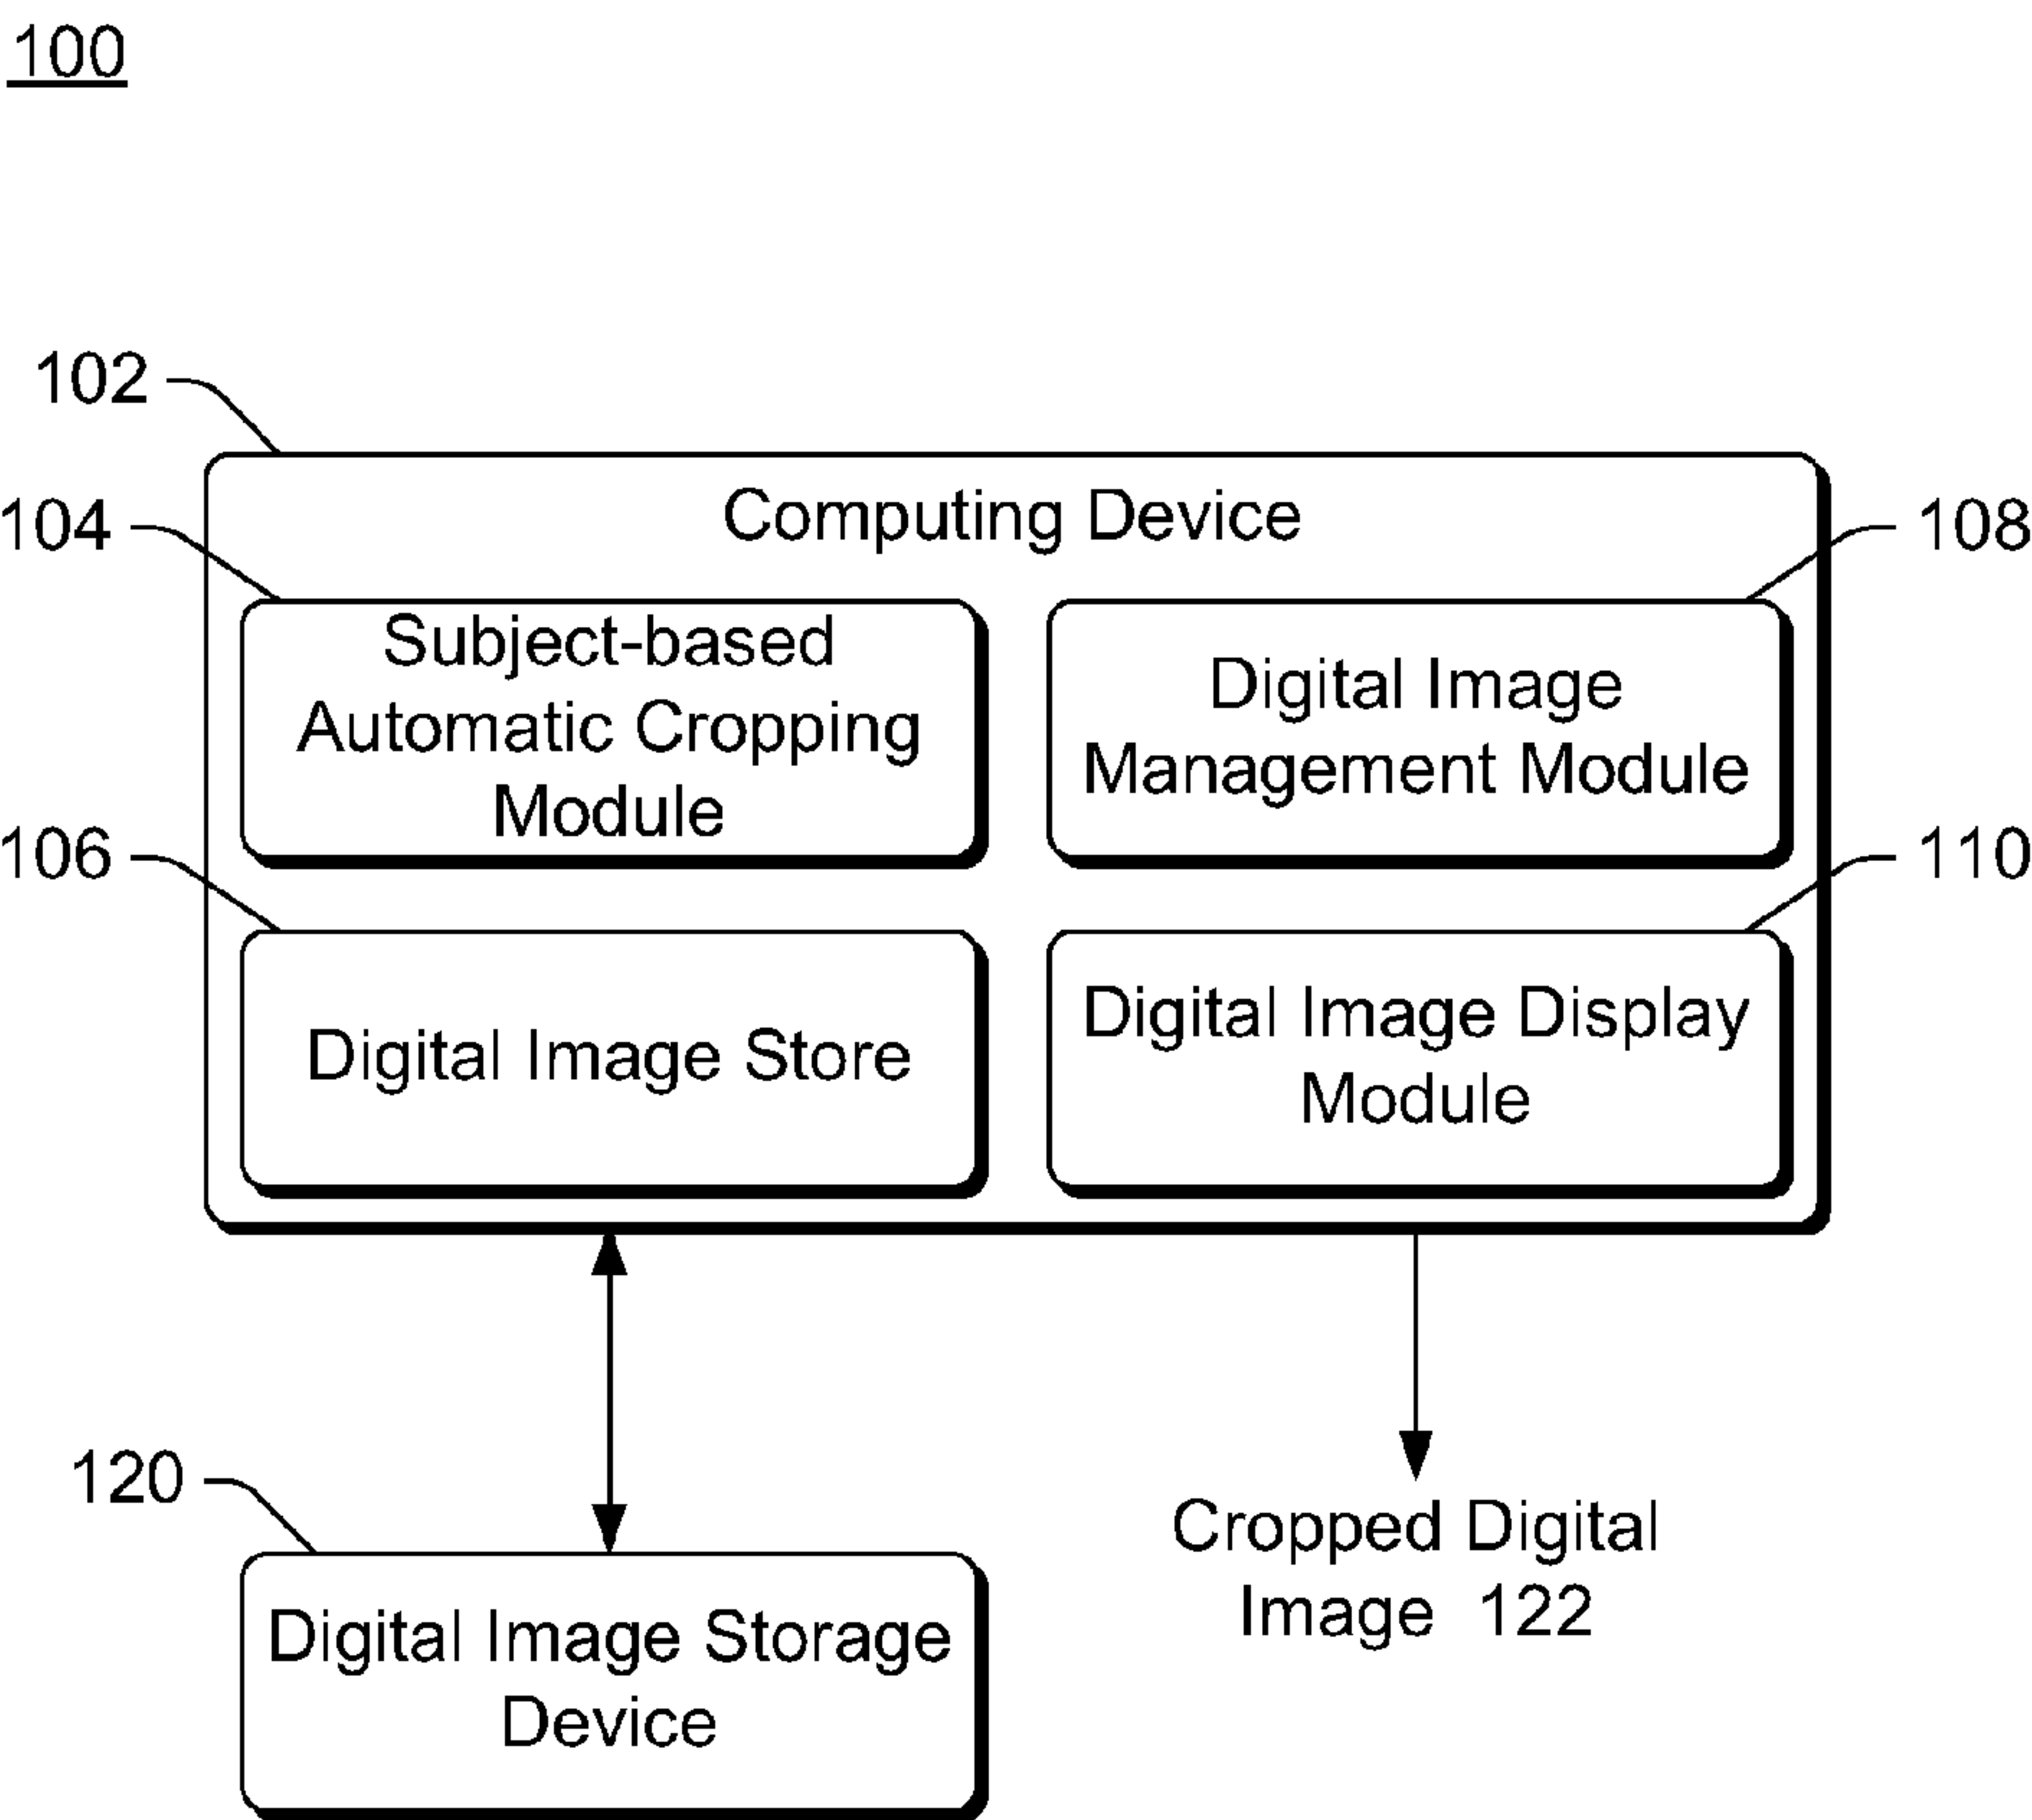 100
102
Computing Device
104
108
Subject-based
Automatic Cropping
Module
Digital Image
Management Module
106
110
Digital Image Store
Digital Image Display
Module
120
Digital Image Storage
Device
Cropped Digital
Image 122